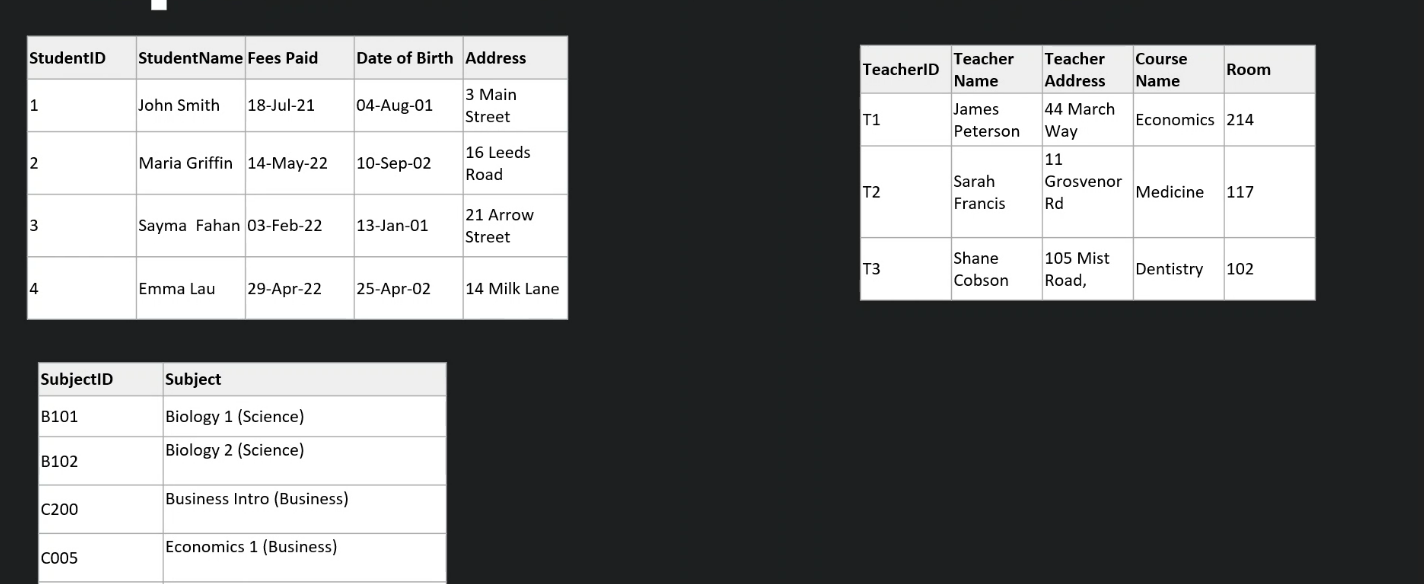 StudentID StudentName Fees Paid Date of Birth Address
1 John Smith 18-Jul-21 04-Aug-01 3 Main
Street
2 Maria Griffin 14-May-22 10-Sep-02 16 Leeds
Road
3 Sayma Fahan 03-Feb-22 13-Jan-01 21 Arrow
Street
4 Emma Lau 29-Apr-22 25-Apr-02 14 Milk Lane
TeacherID Teacher
Name Teacher
Address Course
Name Room
T1 James
Peterson 44 March
Way Economics 214
T2 Sarah
Francis 11
Grosvenor
Rd Medicine 117
T3 Shane
Cobson 105 Mist
Road, Dentistry 102
SubjectID Subject
B101 Biology 1 (Science)
B102 Biology 2 (Science)
C200 Business Intro (Business)
C005 Economics 1 (Business)